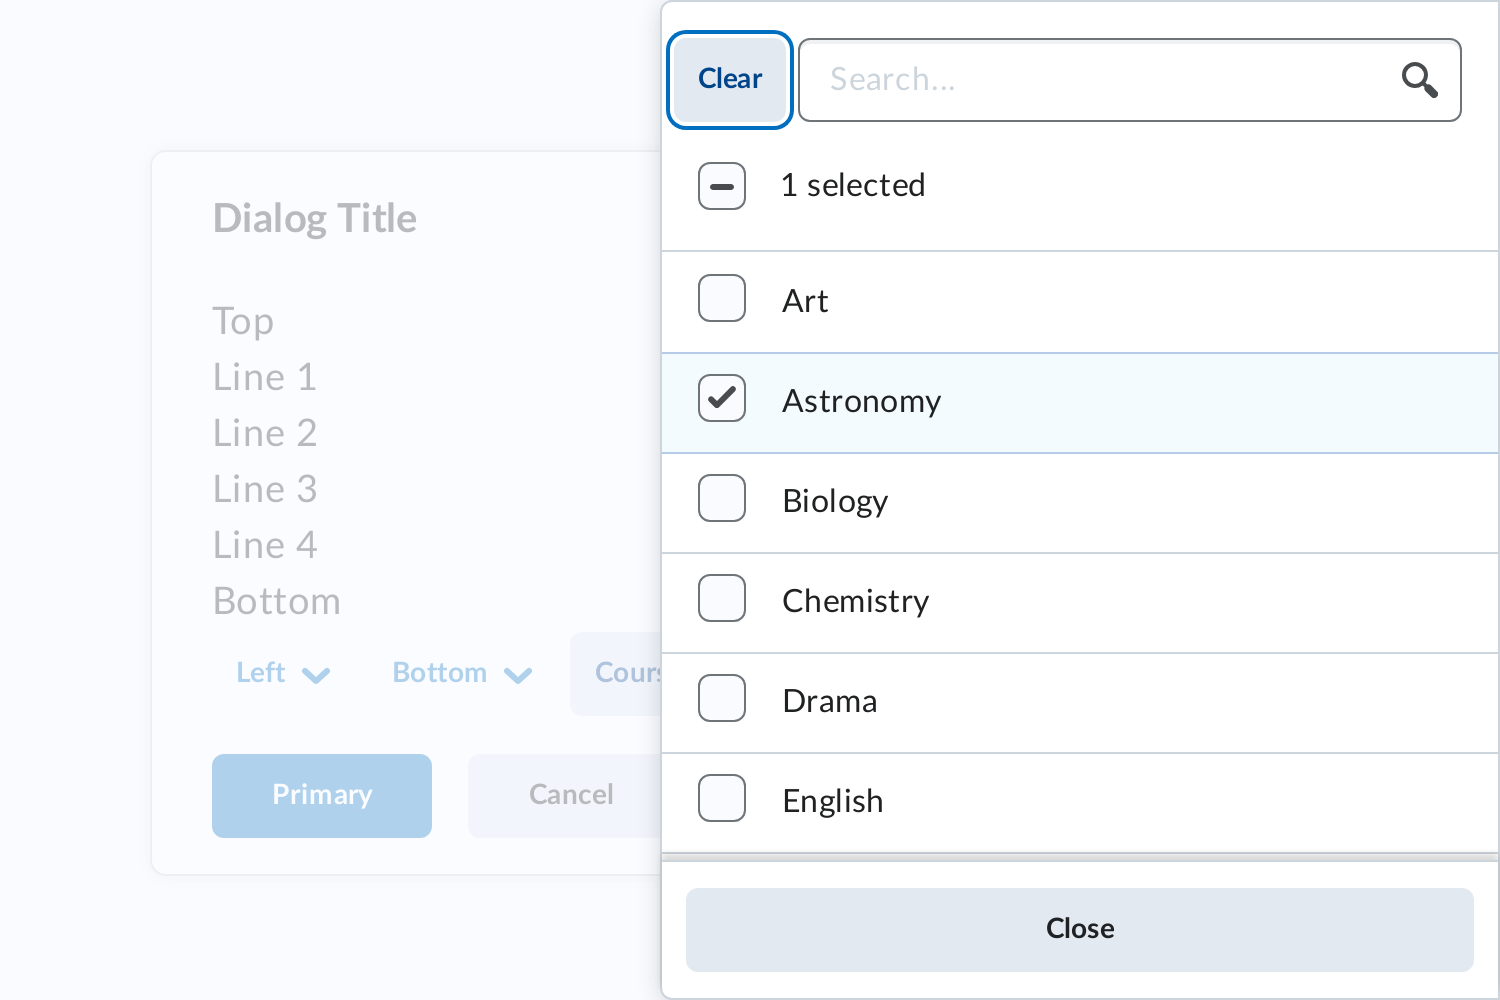 Clear
Search...
1 selected
Art
Astronomy
Biology
Chemistry
Drama
English
Close
Dialog Title
Top
Line 1
Line 2
Line 3
Line 4
Bottom
Left Bottom
Primary Cancel